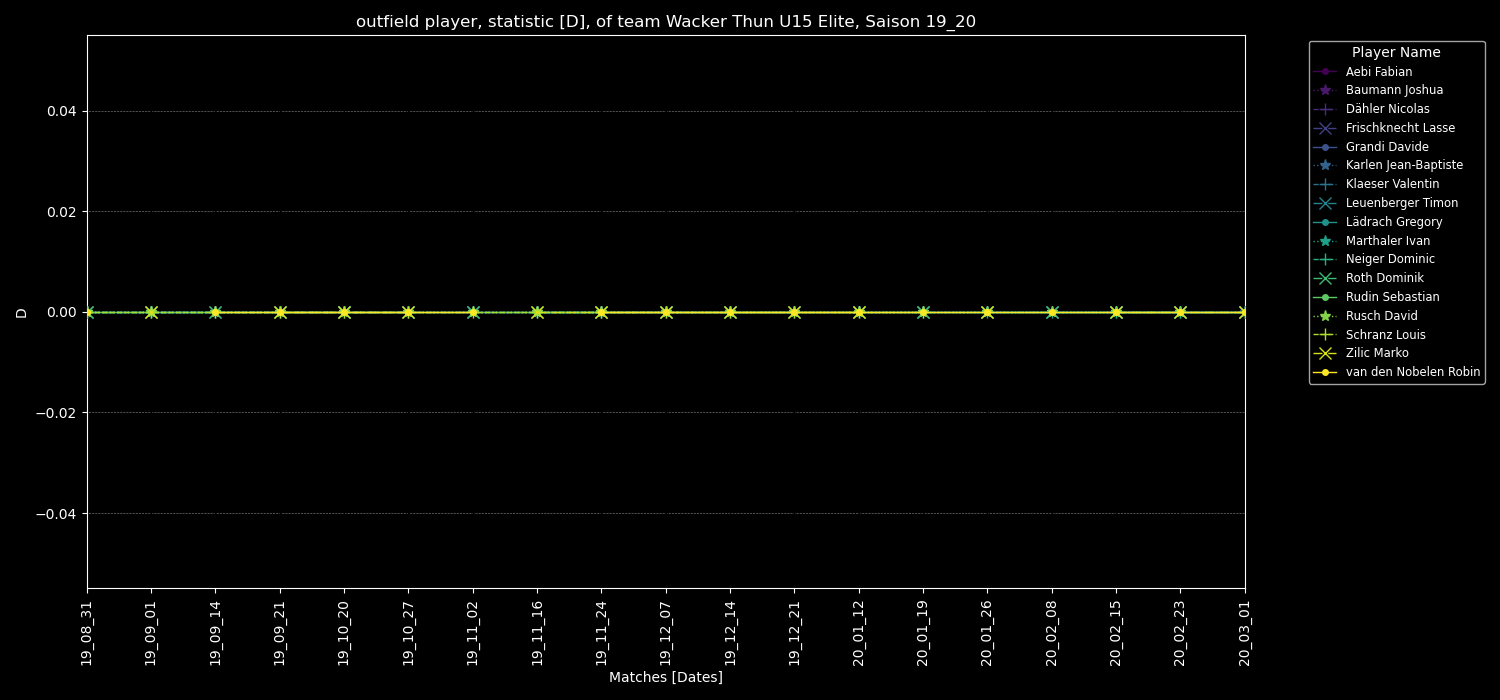 outfield player, statistic [D], of team Wacker Thun U15 Elite, Saison 19_20
D
0.04
0.02
0.00
−0.02
−0.04
19_08_31
19_09_01
19_09_14
19_09_21
19_10_20
19_10_27
19_11_02
19_11_16
19_11_24
19_12_07
19_12_14
19_12_21
20_01_12
20_01_19
20_01_26
20_02_08
20_02_15
20_02_23
20_03_01
Matches [Dates]
Player Name
Aebi Fabian
Baumann Joshua
Dähler Nicolas
Frischknecht Lasse
Grandi Davide
Karlen Jean-Baptiste
Klaeser Valentin
Leuenberger Timon
Lädrach Gregory
Marthaler Ivan
Neiger Dominic
Roth Dominik
Rudin Sebastian
Rusch David
Schranz Louis
Zilic Marko
van den Nobelen Robin